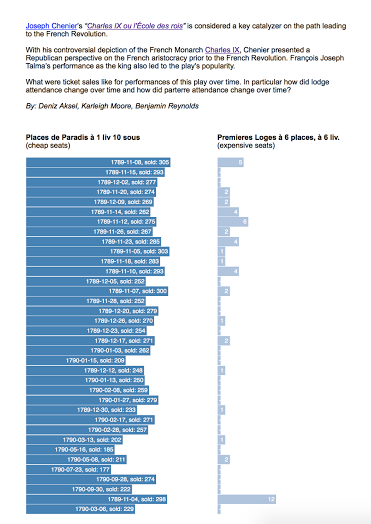 Joseph Chenier's "Charles IX ou l'École des rois" is considered a key catalyzer on the path leading
to the French Revolution.
With his controversial depiction of the French Monarch Charles IX, Chenier presented a
Republican perspective on the French aristocracy prior to the French Revolution. François Joseph
Talma's performance as the king also led to the play's popularity.
What were ticket sales like for performances of this play over time. In particular how did lodge
attendance change over time and how did parterre attendance change over time?
By: Deniz Aksel, Karleigh Moore, Benjamin Reynolds
Places de Paradis à 1 liv 10 sous
(cheap seats)
Premieres Loges à 6 places, à 6 liv.
(expensive seats)
1789-11-08, sold: 305 5
1789-11-15, sold: 293
1789-12-02, sold: 277
1789-11-20, sold: 274 2
1789-12-09, sold: 269 2
1789-11-14, sold: 262 4
1789-11-12, sold: 275 6
1789-11-26, sold: 267 2
1789-11-23, sold: 285 4
1789-11-05, sold: 303 1
1789-11-18, sold: 283 1
1789-11-10, sold: 293 4
1789-12-05, sold: 252
1789-11-07, sold: 300 2
1789-11-28, sold: 252
1789-12-20, sold: 279
1789-12-26, sold: 270 1
1789-12-23, sold: 254
1789-12-17, sold: 271 2
1790-01-03, sold: 262
1790-01-15, sold: 209
1789-12-12, sold: 248 1
1790-01-13, sold: 250
1790-02-06, sold: 259
1790-01-27, sold: 279
1789-12-30, sold: 233 1
1790-02-17, sold: 271
1790-02-26, sold: 257
1790-03-13, sold: 202 1
1790-05-16, sold: 185
1790-05-08, sold: 211 2
1790-07-23, sold: 177
1790-09-28, sold: 274
1790-09-30, sold: 222
1789-11-04, sold: 298 12
1790-03-06, sold: 229